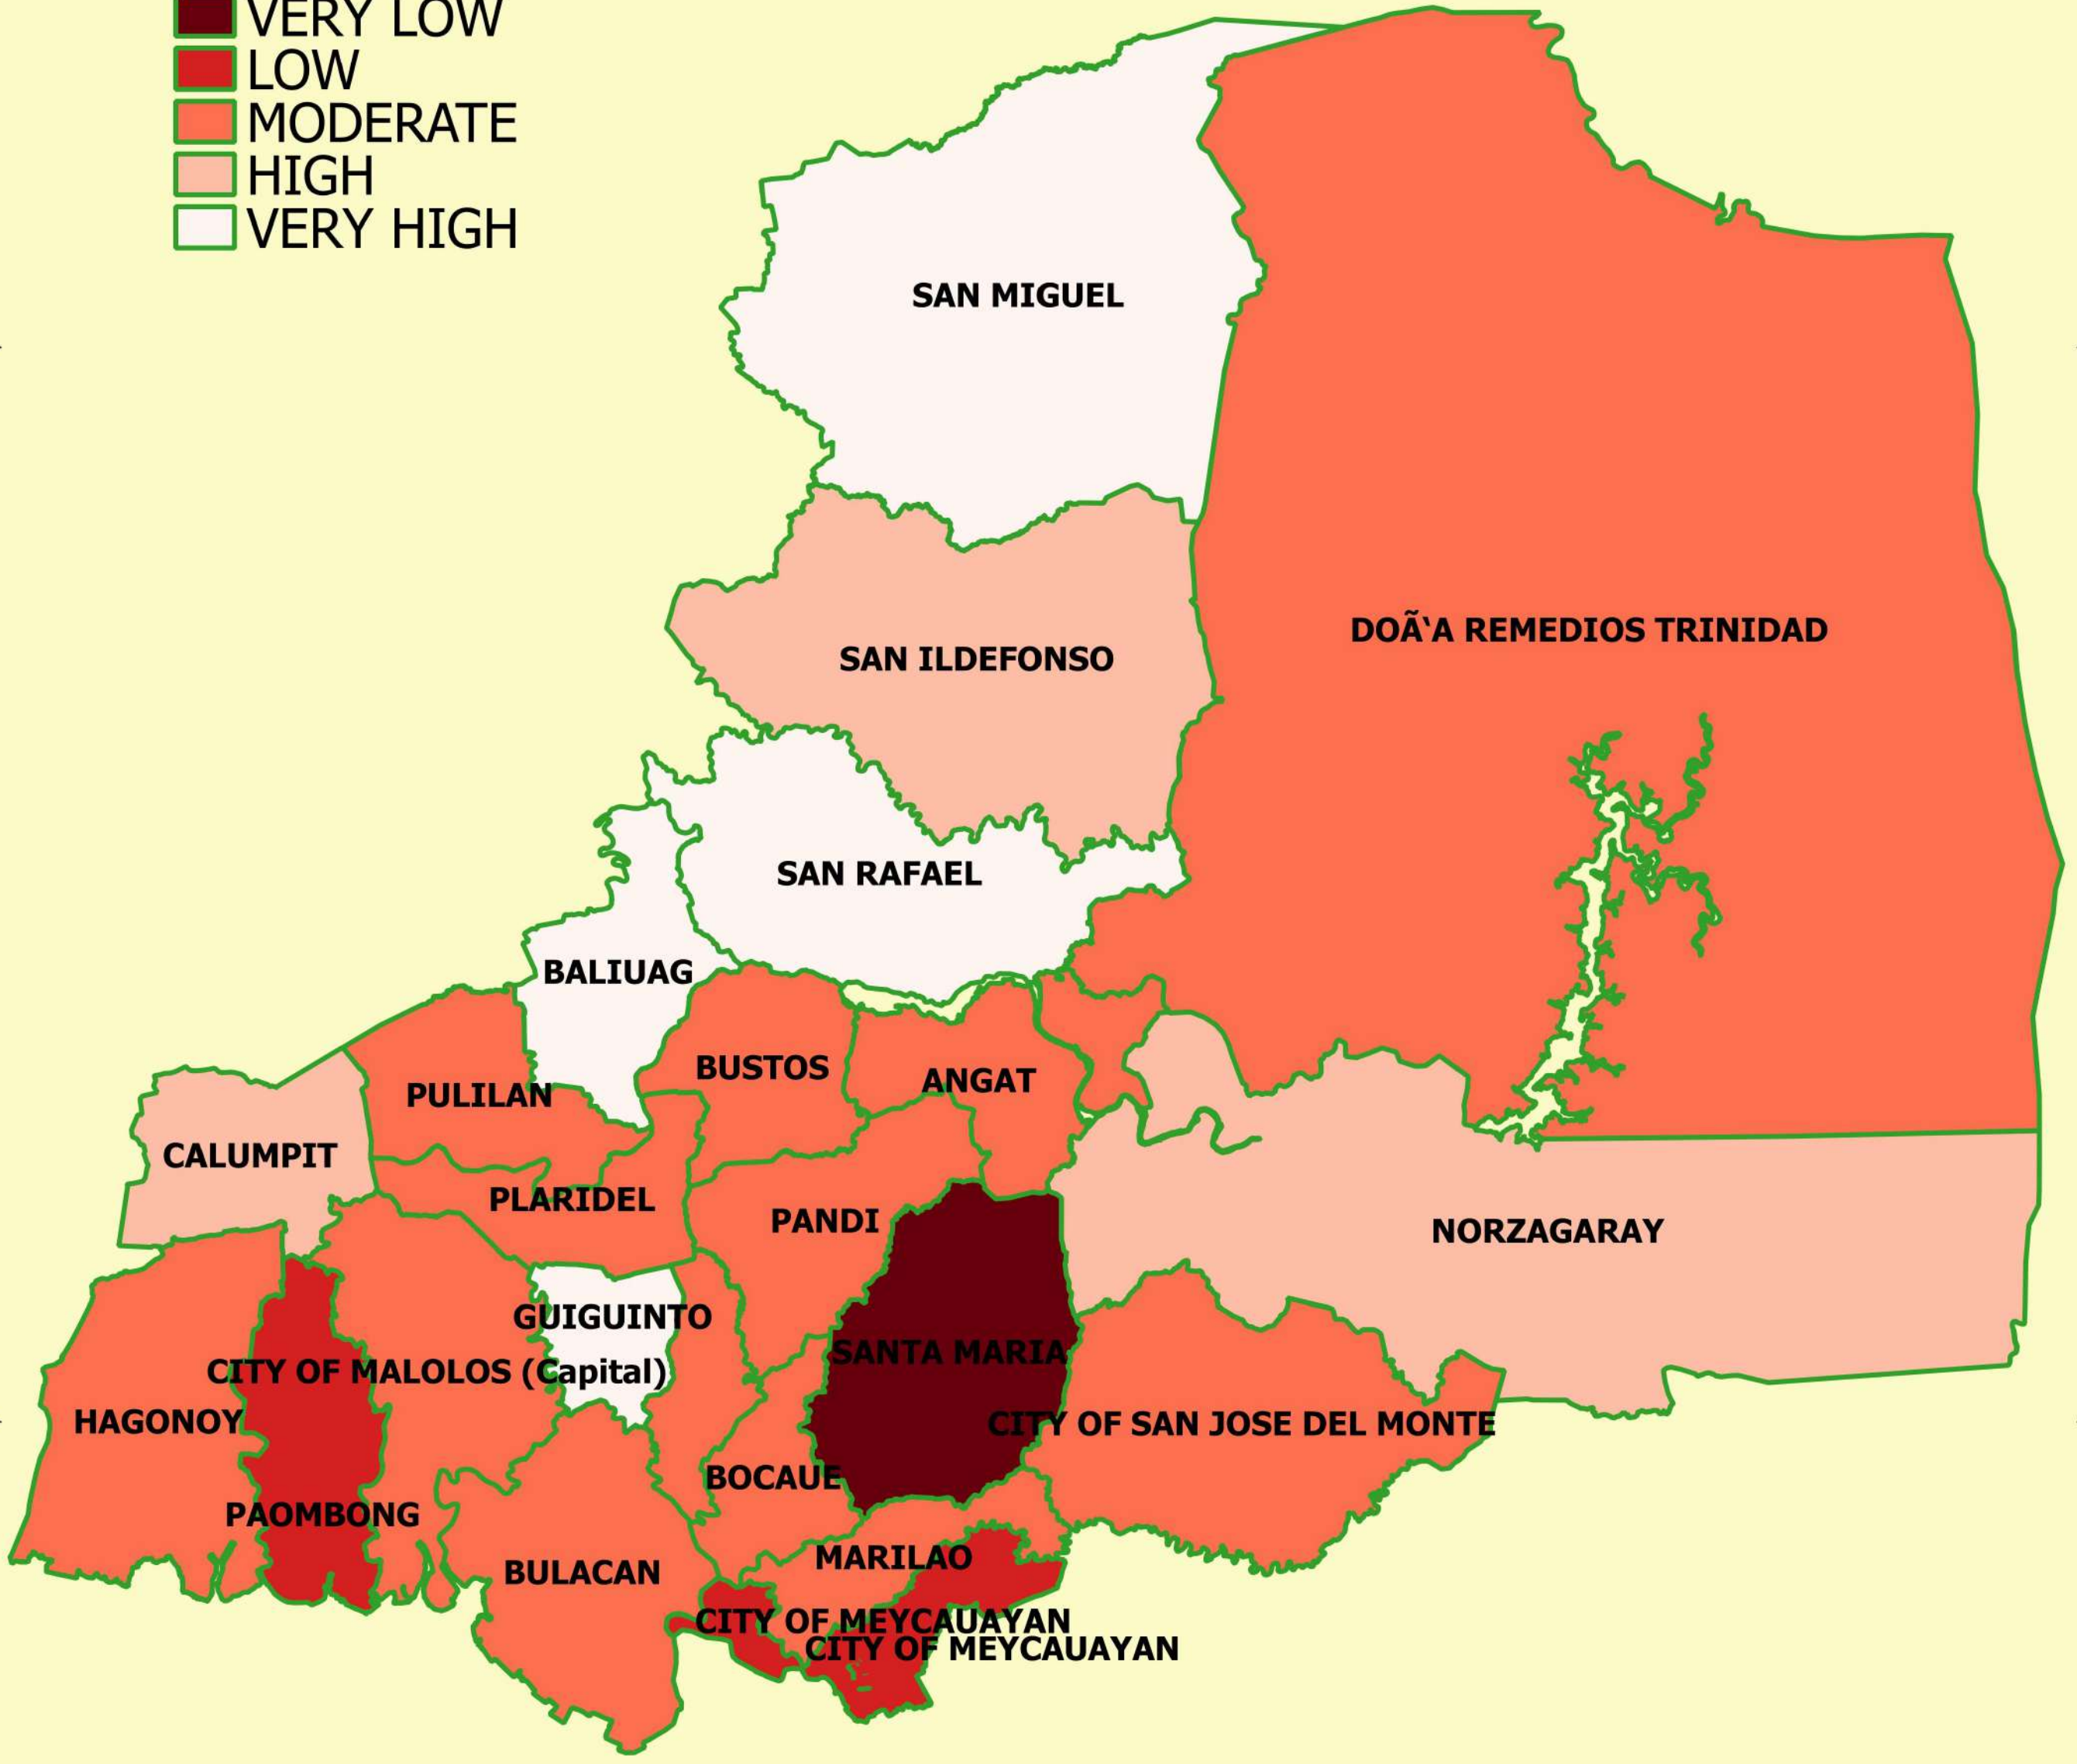 VERY LOW
LOW
MODERATE
HIGH
VERY HIGH
SAN MIGUEL
DOÃ‘A REMEDIOS TRINIDAD
SAN ILDEFONSO
SAN RAFAEL
BALIUAG
BUSTOS
ANGAT
PULILAN
CALUMPIT
PLARIDEL
PANDI
NORZAGARAY
GUIGUINTO
SANTA MARIA
CITY OF MALOLOS (Capital)
HAGONOY
CITY OF SAN JOSE DEL MONTE
BOCAUE
PAOMBONG
MARILAO
BULACAN
CITY OF MEYCAUAYAN
CITY OF MEYCAUAYAN